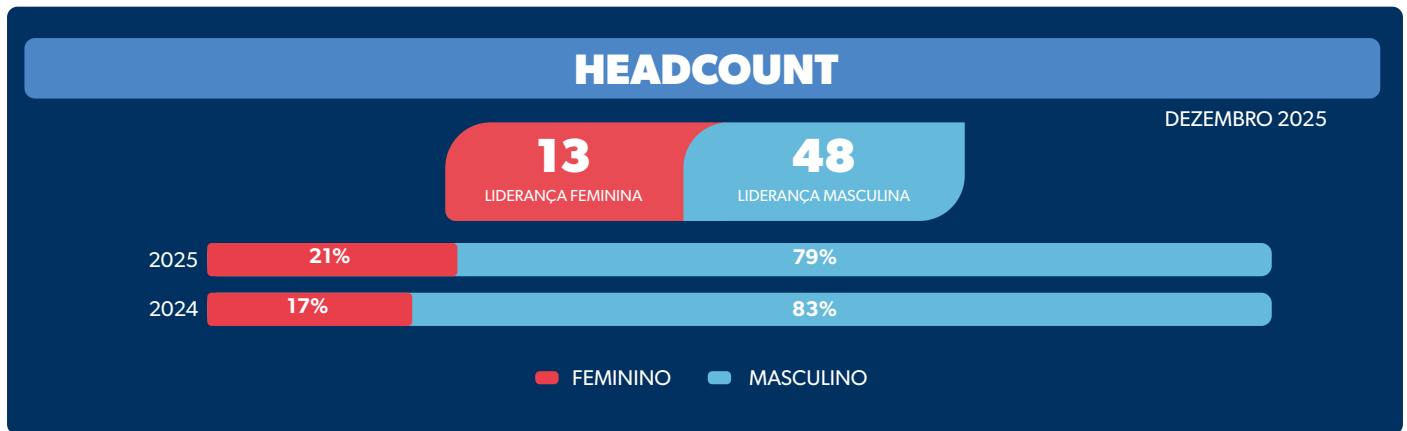 HEADCOUNT
DEZEMBRO 2025
13
LIDERANÇA FEMININA
48
LIDERANÇA MASCULINA
2025
21%
79%
2024
17%
83%
FEMININO
MASCULINO